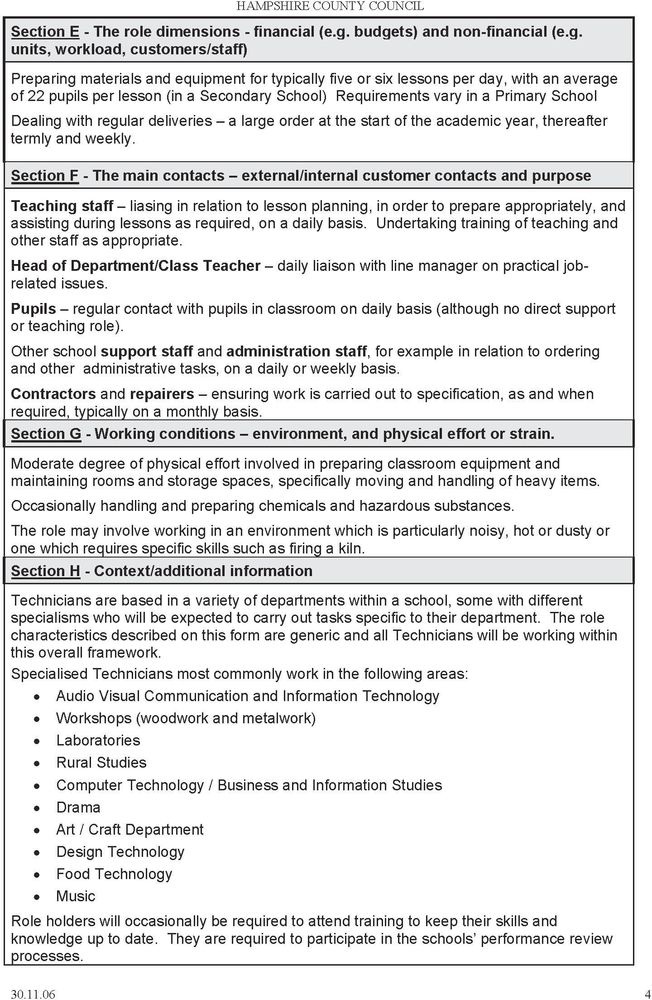 HAMPSHIRE COUNTY COUNCIL
Section E - The role dimensions - financial (e.g. budgets) and non-financial (e.g.
units, workload, customers/staff)
Preparing materials and equipment for typically five or six lessons per day, with an average
of 22 pupils per lesson (in a Secondary School)  Requirements vary in a Primary School
Dealing with regular deliveries – a large order at the start of the academic year, thereafter
termly and weekly.
Section F - The main contacts – external/internal customer contacts and purpose
Teaching staff – liasing in relation to lesson planning, in order to prepare appropriately, and
assisting during lessons as required, on a daily basis.  Undertaking training of teaching and
other staff as appropriate.
Head of Department/Class Teacher – daily liaison with line manager on practical job-
related issues.
Pupils – regular contact with pupils in classroom on daily basis (although no direct support
or teaching role).
Other school support staff and administration staff, for example in relation to ordering
and other  administrative tasks, on a daily or weekly basis.
Contractors and repairers – ensuring work is carried out to specification, as and when
required, typically on a monthly basis.
Section G - Working conditions – environment, and physical effort or strain.
Moderate degree of physical effort involved in preparing classroom equipment and
maintaining rooms and storage spaces, specifically moving and handling of heavy items.
Occasionally handling and preparing chemicals and hazardous substances.
The role may involve working in an environment which is particularly noisy, hot or dusty or
one which requires specific skills such as firing a kiln.
Section H - Context/additional information
Technicians are based in a variety of departments within a school, some with different
specialisms who will be expected to carry out tasks specific to their department.  The role
characteristics described on this form are generic and all Technicians will be working within
this overall framework.
Specialised Technicians most commonly work in the following areas:
• Audio Visual Communication and Information Technology
• Workshops (woodwork and metalwork)
• Laboratories
• Rural Studies
• Computer Technology / Business and Information Studies
• Drama
• Art / Craft Department
• Design Technology
• Food Technology
• Music
Role holders will occasionally be required to attend training to keep their skills and
knowledge up to date.  They are required to participate in the schools’ performance review
processes.
30.11.06 4